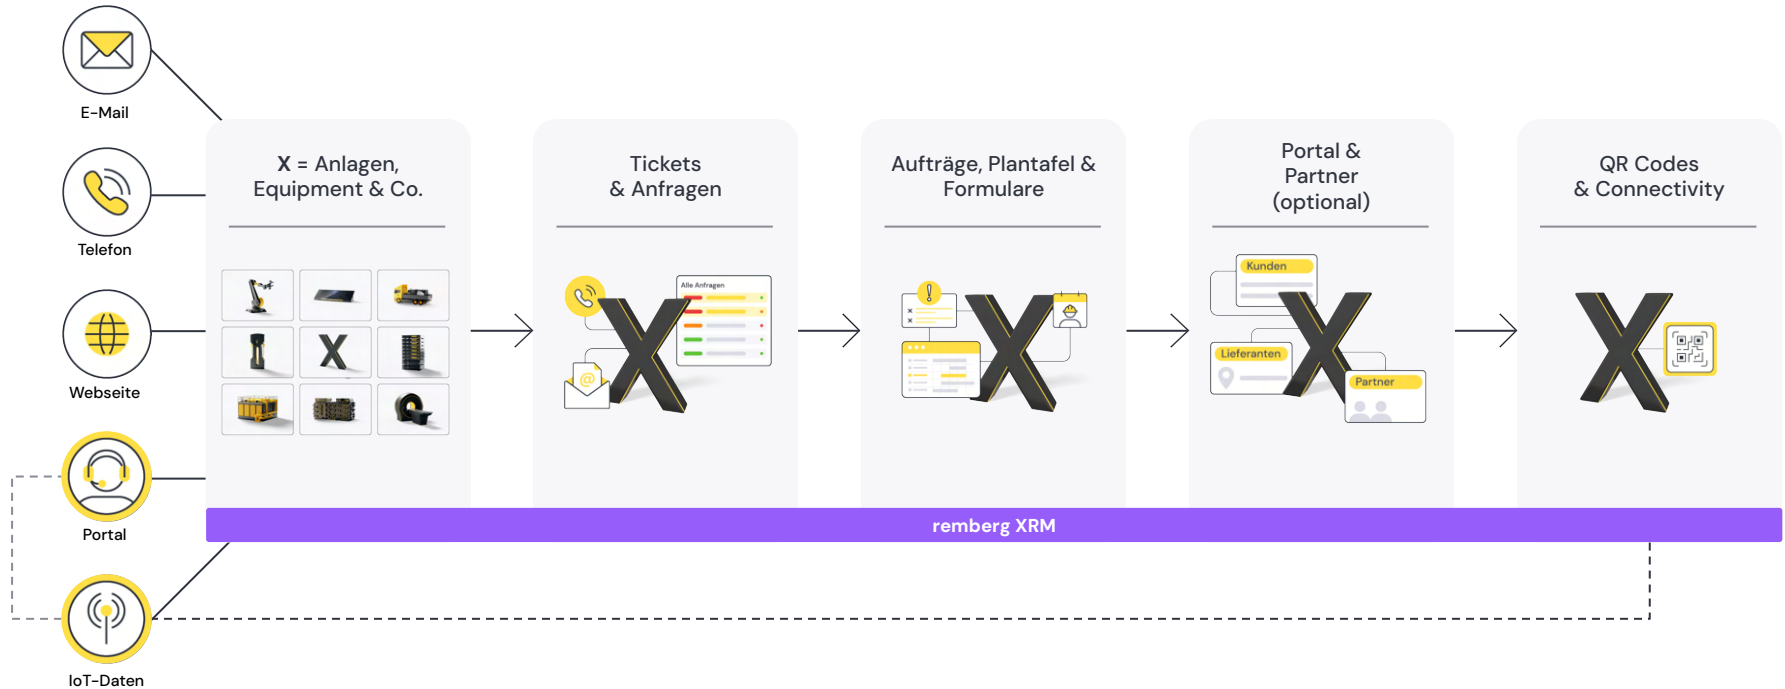 E-Mail
Telefon
Webseite
Portal
IoT-Daten
X = Anlagen,
Equipment & Co.
Tickets
& Anfragen
Alle Anfragen
@
Aufträge, Plantafel &
Formulare
Portal &
Partner
(optional)
Kunden
Lieferanten
Partner
QR Codes
& Connectivity
remberg XRM